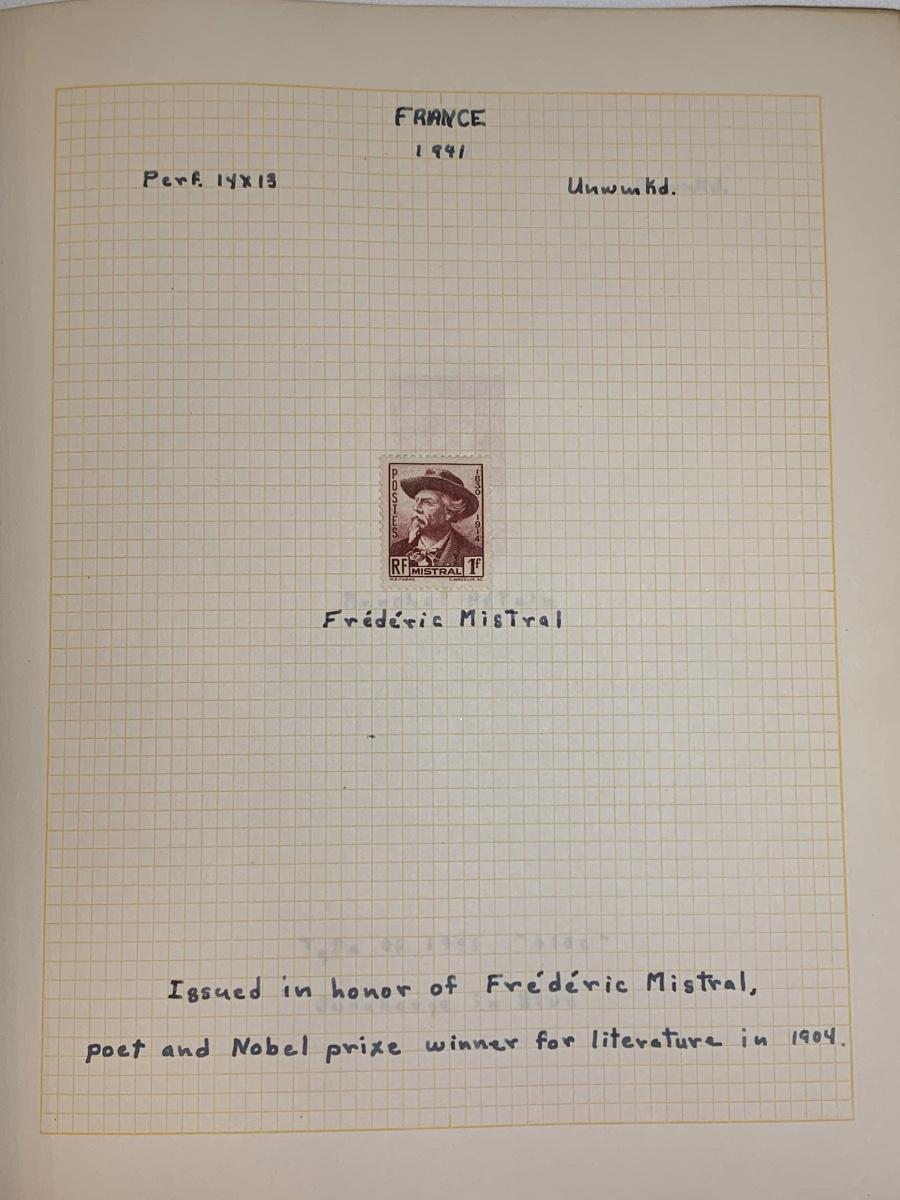 FRANCE
1941
Perf. 14x13
Unwmkd.
POSTES
1830 1914
RF MISTRAL 1f
Frédéric Mistral
Issued in honor of Frédéric Mistral,
poet and Nobel prixe winner for literature in 1904.